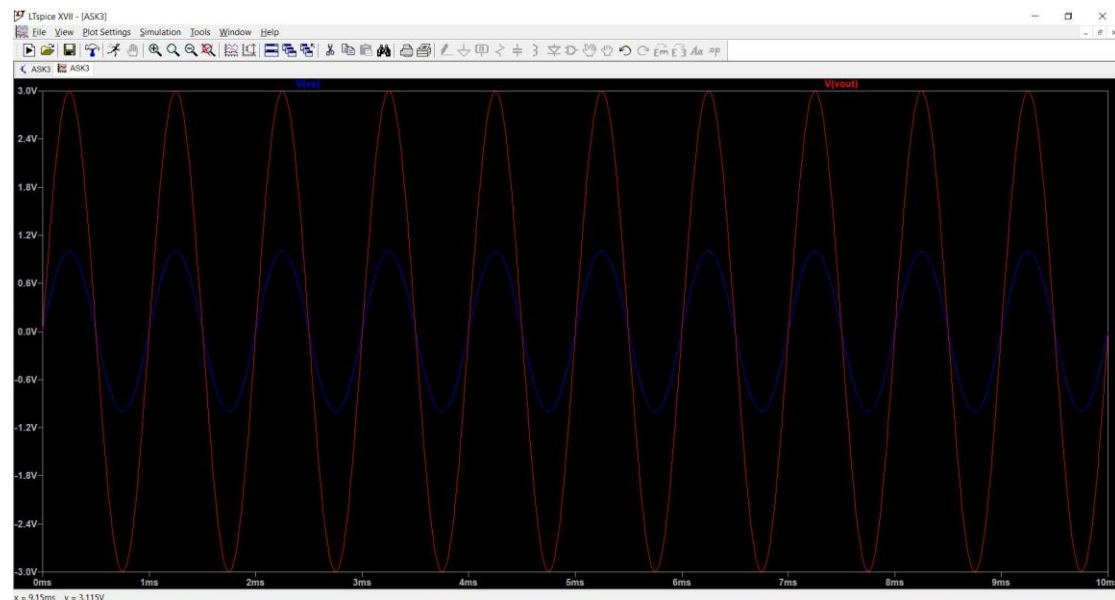 LTspice XVII - [ASK3]
File View Plot Settings Simulation Tools Window Help
ASK3 ASK3
V(vs) V(vout)
3.0V
2.4V
1.8V
1.2V
0.6V
0.0V
-0.6V
-1.2V
-1.8V
-2.4V
-3.0V
0ms 1ms 2ms 3ms 4ms 5ms 6ms 7ms 8ms 9ms 10ms
x = 9.15ms y = 3.115V